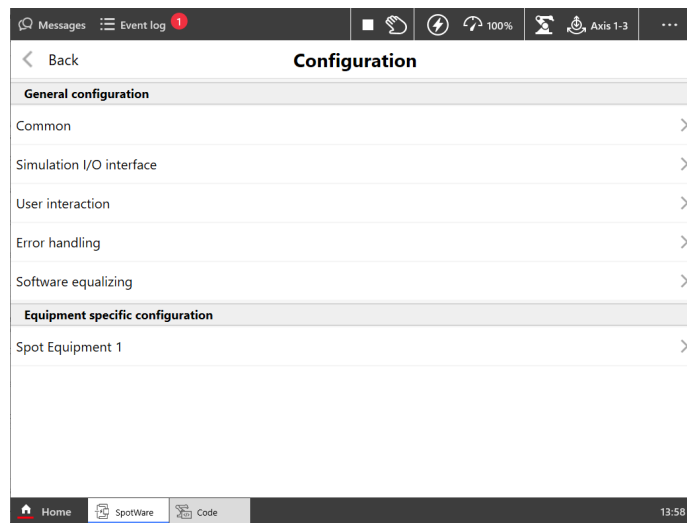 Messages Event log 1 100% Axis 1-3 ...
Back Configuration
General configuration
Common
Simulation I/O interface
User interaction
Error handling
Software equalizing
Equipment specific configuration
Spot Equipment 1
Home SpotWare Code 13:58